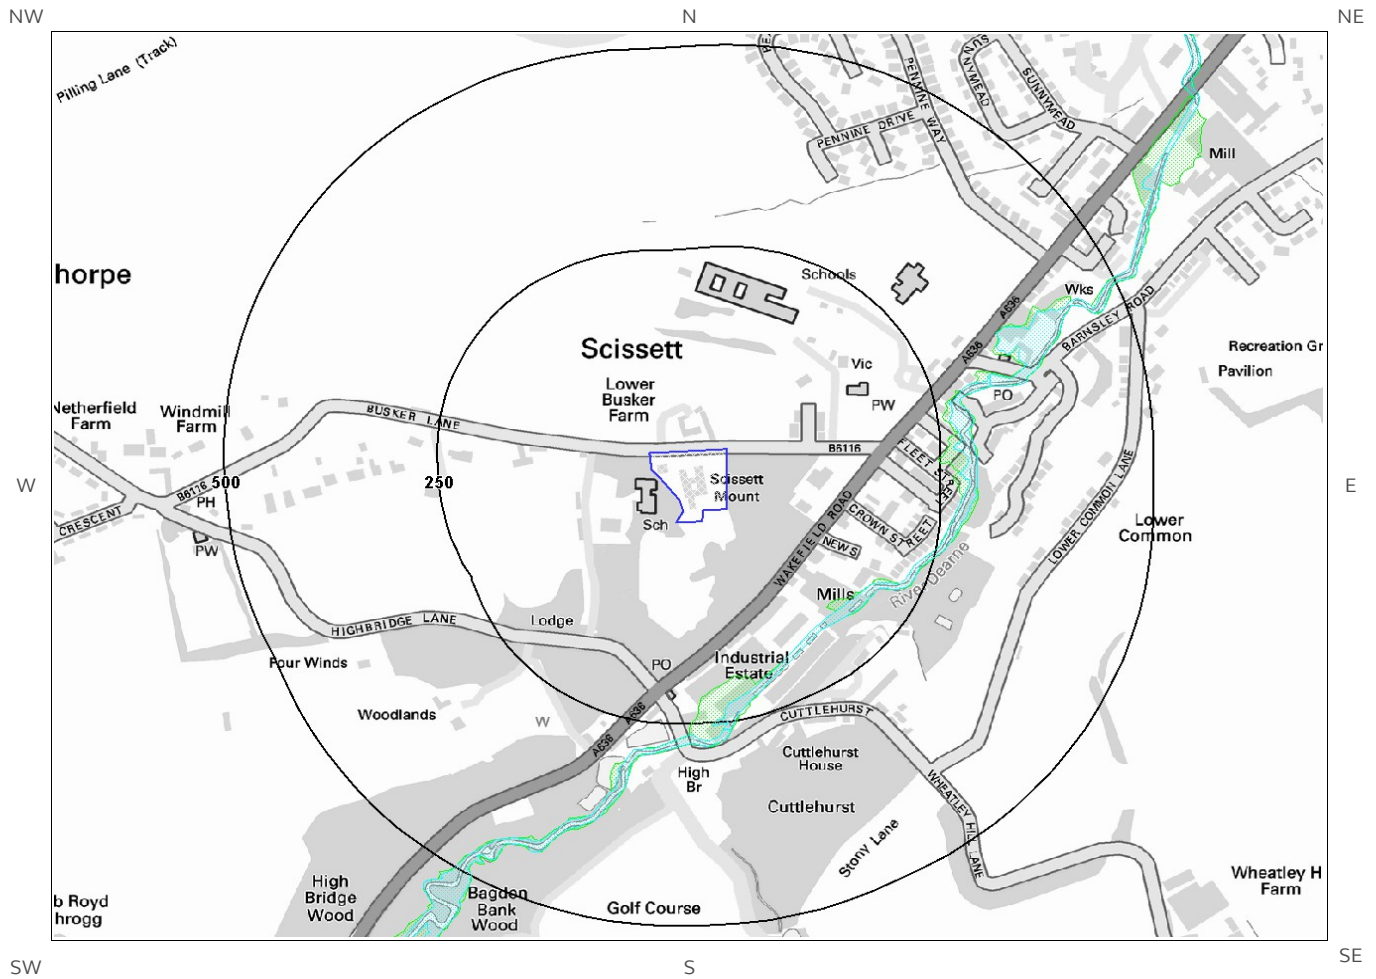 NW
N
NE
Pilling Lane (Track)
PENNINE WAY
SUNNYMEAD
SUNNYMEAD
PENNINE DRIVE
Mill
horpe
Schools
Wks
A636
BARNSLEY ROAD
A636
Scissett
Recreation Gr
Vic
Pavilion
Lower
Busker
Farm
PW
PO
Netherfield
Farm
Windmill
Farm
BUSKER LANE
B6116
FLEET STREET
LOWER COMMON LANE
W
B6116
500
250
Scissett
Mount
E
PH
CRESCENT
Sch
WAKEFIELD ROAD
CROWN STREET
NEWS
Lower
Common
PW
River Dearne
Mills
HIGHBRIDGE LANE
Lodge
Four Winds
PO
Industrial
Estate
Woodlands
W
A636
A636
CUTTLEHURST
Cuttlehurst
House
High
Br
WHEATLEY HILL LANE
Cuttlehurst
Stony Lane
High
Bridge
Wood
Bagden
Bank
Wood
Golf Course
Wheatley H
Farm
b Royd
hrogg
SW
S
SE